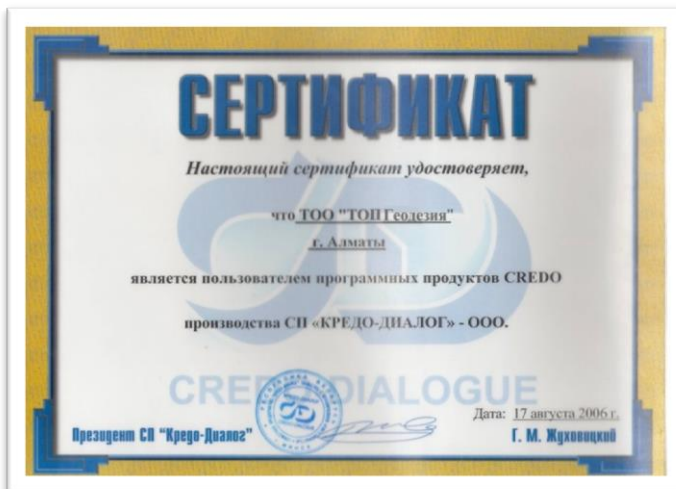 СЕРТИФИКАТ
Настоящий сертификат удостоверяет,
что ТОО "ТОП Геодезия"
г. Алматы
является пользователем программных продуктов CREDO
производства СП «КРЕДО-ДИАЛОГ» - ООО.
CREDO DIALOGUE
Дата: 17 августа 2006 г.
Президент СП "Кредо-Диалог" Г. М. Жуховицкий